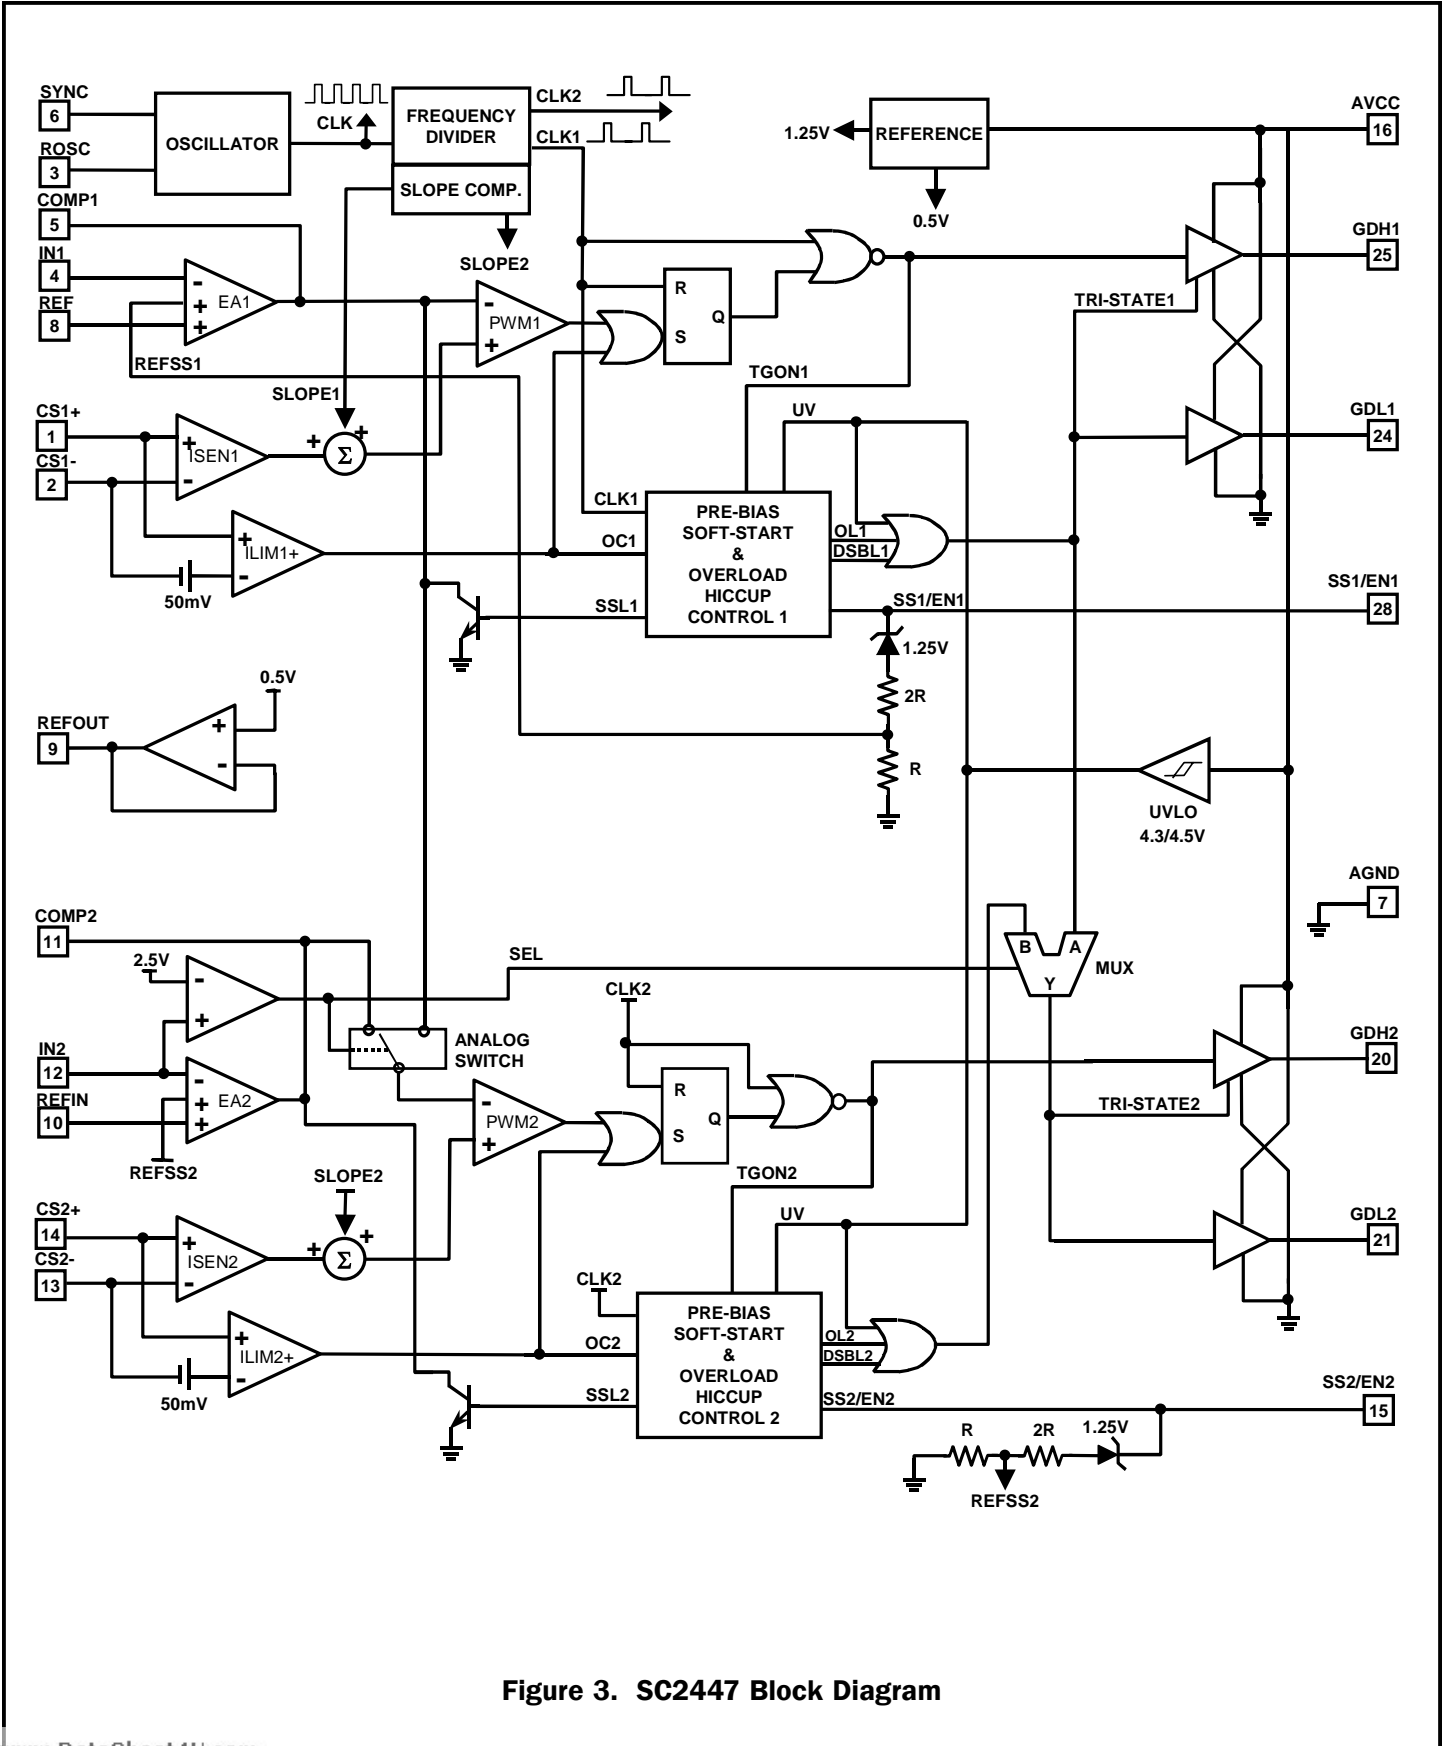 SYNC
6
ROSC
3
COMP1
5
IN1
4
REF
8
OSCILLATOR
CLK
FREQUENCY
DIVIDER
SLOPE COMP.
CLK2
CLK1
SLOPE2
1.25V
REFERENCE
0.5V
AVCC
16
-
+
+
EA1
REFSS1
-
+
PWM1
R
S
Q
TRI-STATE1
GDH1
25
SLOPE1
TGON1
UV
CS1+
1
CS1-
2
+
-
ISEN1
+
+
Σ
GDL1
24
+
-
ILIM1+
50mV
CLK1
OC1
SSL1
PRE-BIAS
SOFT-START
&
OVERLOAD
HICCUP
CONTROL 1
OL1
DSBL1
SS1/EN1
SS1/EN1
28
1.25V
2R
R
0.5V
REFOUT
9
+
-
UVLO
4.3/4.5V
AGND
7
COMP2
11
2.5V
-
+
SEL
B
A
Y
MUX
IN2
12
REFIN
10
-
+
+
EA2
REFSS2
ANALOG
SWITCH
CLK2
-
+
PWM2
R
S
Q
TRI-STATE2
GDH2
20
SLOPE2
TGON2
UV
CS2+
14
CS2-
13
+
-
ISEN2
+
+
Σ
GDL2
21
+
-
ILIM2+
50mV
CLK2
OC2
SSL2
PRE-BIAS
SOFT-START
&
OVERLOAD
HICCUP
CONTROL 2
OL2
DSBL2
SS2/EN2
SS2/EN2
15
R
2R
1.25V
REFSS2
Figure 3. SC2447 Block Diagram